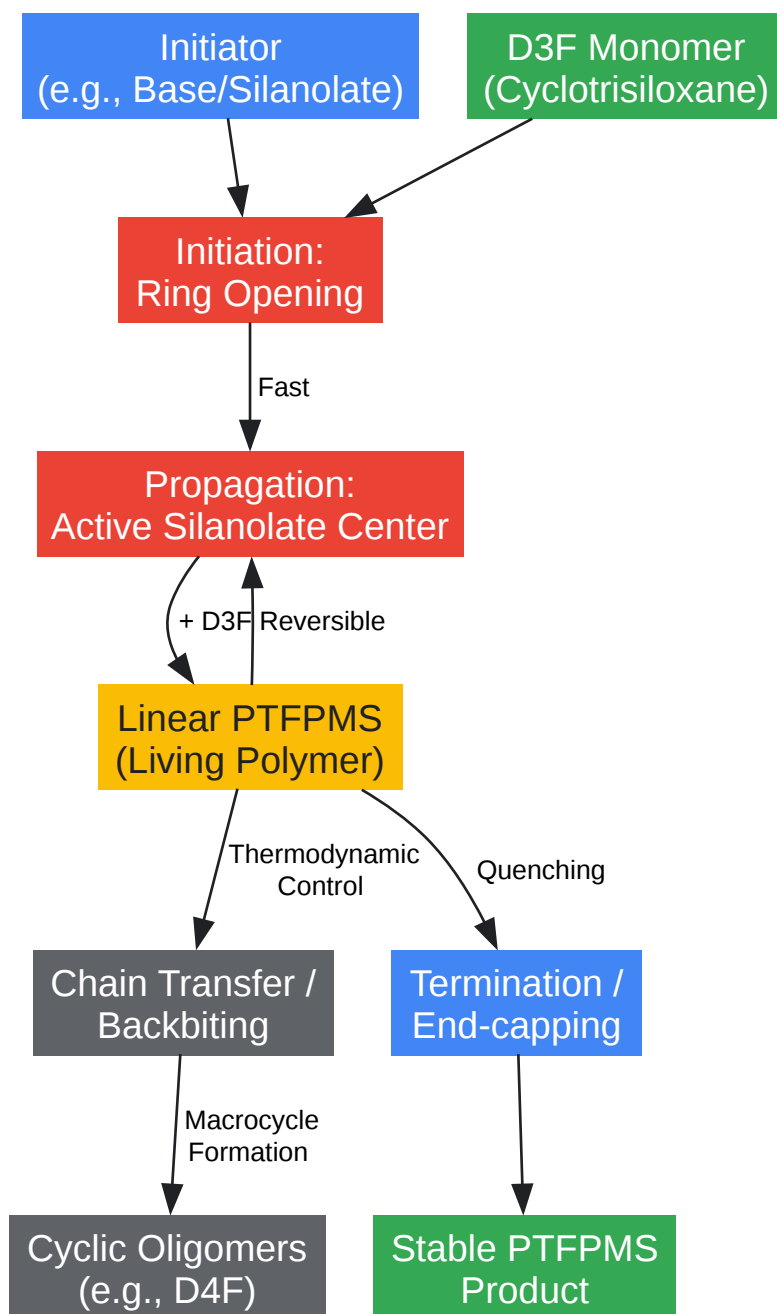 Initiator
(e.g., Base/Silanolate)
D3F Monomer
(Cyclotrisiloxane)
Initiation:
Ring Opening
Fast
Propagation:
Active Silanolate Center
+ D3F
Reversible
Linear PTFPMS
(Living Polymer)
Thermodynamic
Control
Quenching
Chain Transfer /
Backbiting
Termination /
End-capping
Macrocycle
Formation
Cyclic Oligomers
(e.g., D4F)
Stable PTFPMS
Product